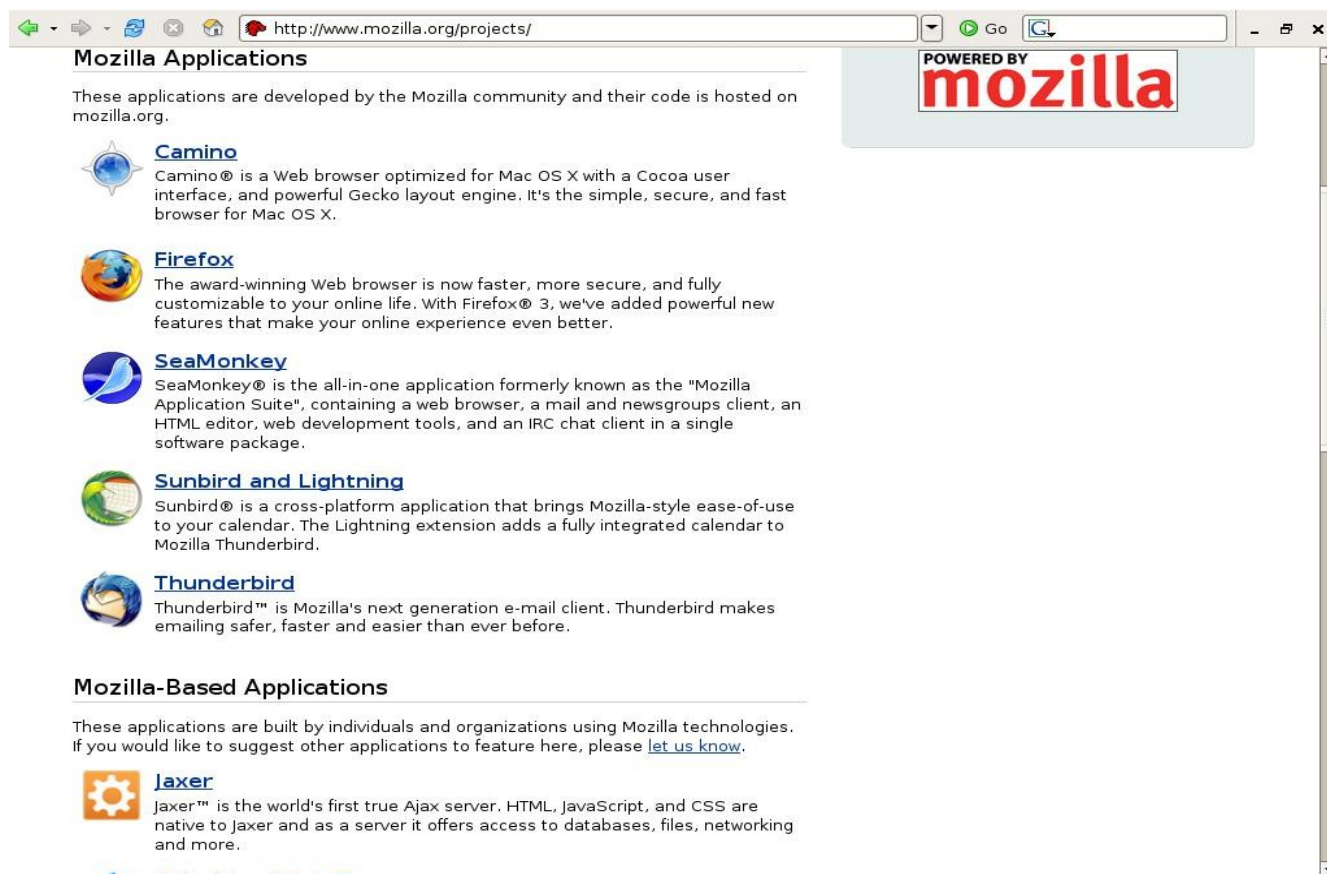 http://www.mozilla.org/projects/
Go
G
Mozilla Applications
These applications are developed by the Mozilla community and their code is hosted on
mozilla.org.
Camino
Camino® is a Web browser optimized for Mac OS X with a Cocoa user
interface, and powerful Gecko layout engine. It's the simple, secure, and fast
browser for Mac OS X.
Firefox
The award-winning Web browser is now faster, more secure, and fully
customizable to your online life. With Firefox® 3, we've added powerful new
features that make your online experience even better.
SeaMonkey
SeaMonkey® is the all-in-one application formerly known as the "Mozilla
Application Suite", containing a web browser, a mail and newsgroups client, an
HTML editor, web development tools, and an IRC chat client in a single
software package.
Sunbird and Lightning
Sunbird® is a cross-platform application that brings Mozilla-style ease-of-use
to your calendar. The Lightning extension adds a fully integrated calendar to
Mozilla Thunderbird.
Thunderbird
Thunderbird™ is Mozilla's next generation e-mail client. Thunderbird makes
emailing safer, faster and easier than ever before.
Mozilla-Based Applications
These applications are built by individuals and organizations using Mozilla technologies.
If you would like to suggest other applications to feature here, please let us know.
Jaxer
Jaxer™ is the world's first true Ajax server. HTML, JavaScript, and CSS are
native to Jaxer and as a server it offers access to databases, files, networking
and more.
POWERED BY
mozilla